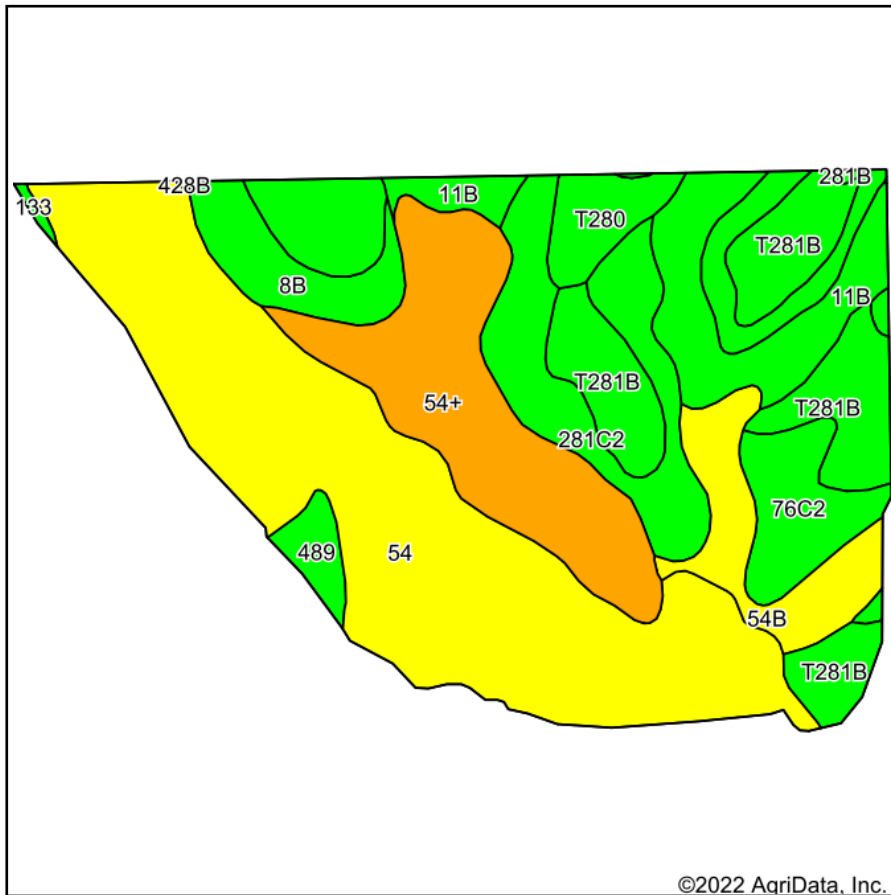 428B
281B
133
11B
T280
T281B
8B
11B
T281B
54+
T281B
281C2
76C2
489
54
54B
T281B
©2022 AgriData, Inc.